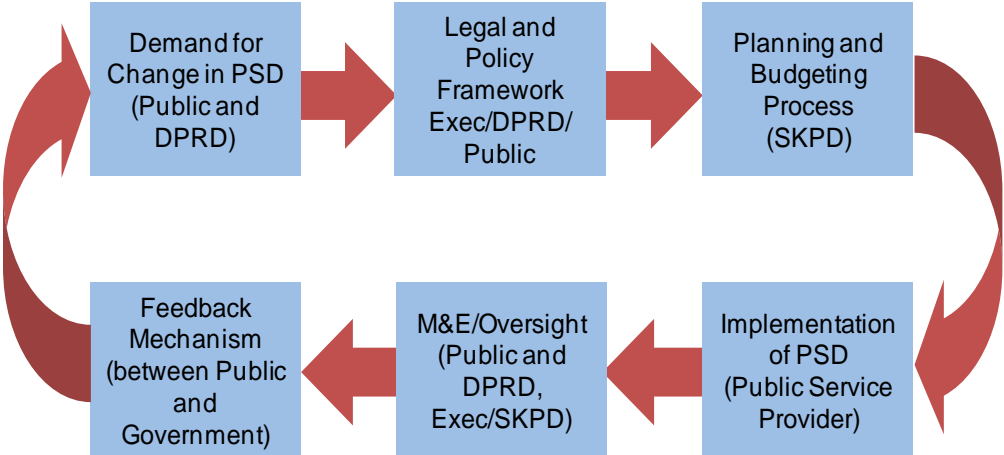 Demand for
Change in PSD
(Public and
DPRD)
Legal and
Policy
Framework
Exec/DPRD/
Public
Planning and
Budgeting
Process
(SKPD)
Feedback
Mechanism
(between Public
and
Government)
M&E/Oversight
(Public and
DPRD,
Exec/SKPD)
Implementation
of PSD
(Public Service
Provider)